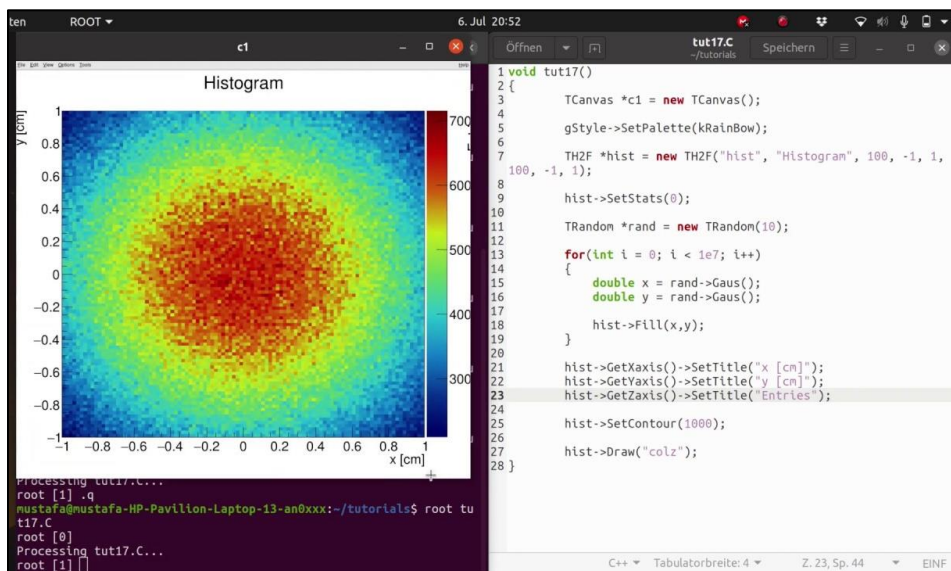 ten ROOT 6. Jul 20:52
c1
File Edit View Options Tools Help
Histogram
y [cm]
1
0.8
0.6
0.4
0.2
0
−0.2
−0.4
−0.6
−0.8
−1
−1 −0.8 −0.6 −0.4 −0.2 0 0.2 0.4 0.6 0.8 1
x [cm]
700
600
500
400
300
Processing tut17.C...
root [1] .q
mustafa@mustafa-HP-Pavilion-Laptop-13-an0xxx:~/tutorials$ root tu
t17.C
root [0]
Processing tut17.C...
root [1]
Öffnen tut17.C Speichern
~/tutorials
1 void tut17()
2 {
3 TCanvas *c1 = new TCanvas();
4
5 gStyle->SetPalette(kRainBow);
6
7 TH2F *hist = new TH2F("hist", "Histogram", 100, -1, 1,
100, -1, 1);
8
9 hist->SetStats(0);
10
11 TRandom *rand = new TRandom(10);
12
13 for(int i = 0; i < 1e7; i++)
14 {
15 double x = rand->Gaus();
16 double y = rand->Gaus();
17
18 hist->Fill(x,y);
19 }
20
21 hist->GetXaxis()->SetTitle("x [cm]");
22 hist->GetYaxis()->SetTitle("y [cm]");
23 hist->GetZaxis()->SetTitle("Entries");
24
25 hist->SetContour(1000);
26
27 hist->Draw("colz");
28 }
C++ Tabulatorbreite: 4 Z. 23, Sp. 44 EINF